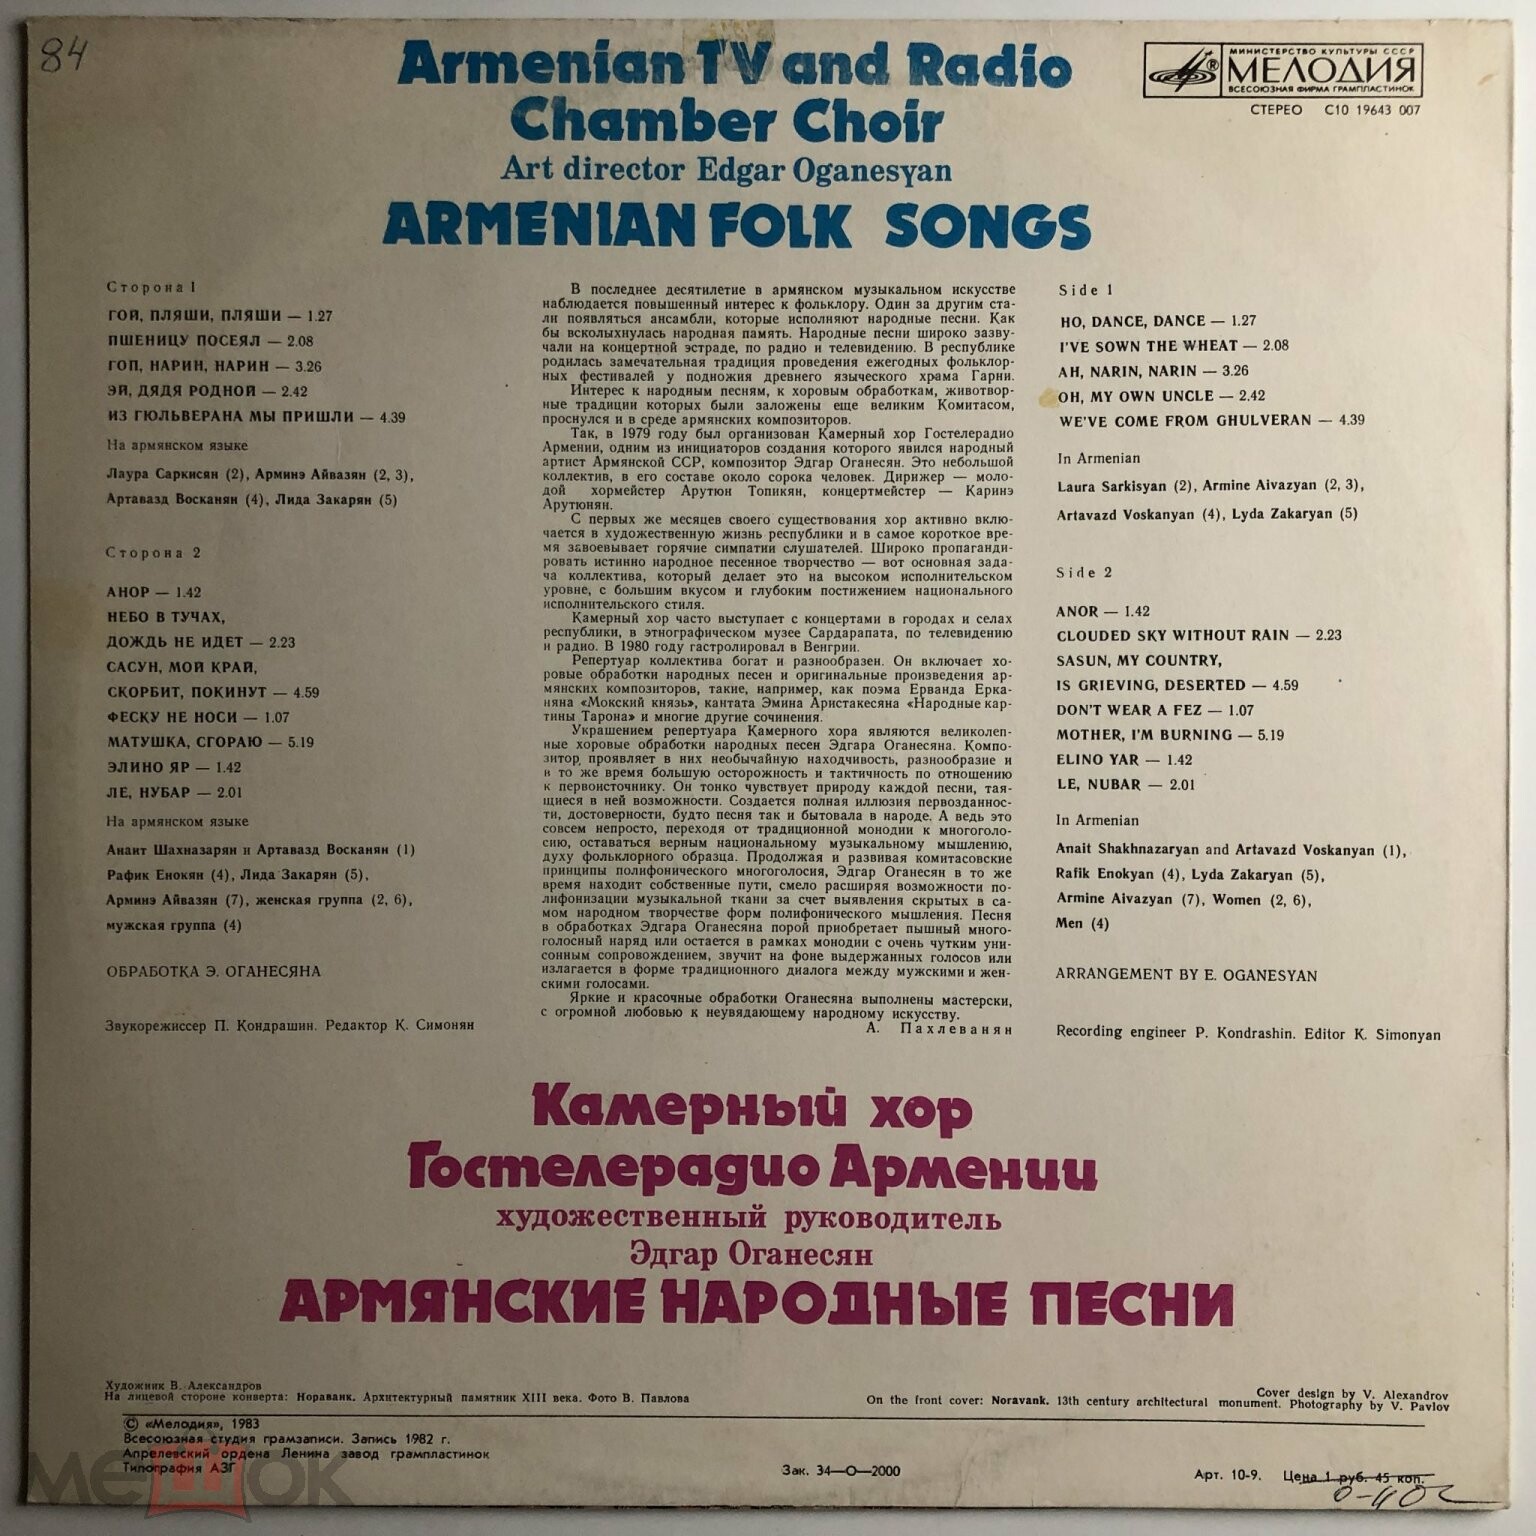 84
Armenian TV and Radio
Chamber Choir
Art director Edgar Oganesyan
ARMENIAN FOLK SONGS
МИНИСТЕРСТВО КУЛЬТУРЫ СССР
МЕЛОДИЯ
ВСЕСОЮЗНАЯ ФИРМА ГРАМПЛАСТИНОК
СТЕРЕО С10 19643 007
Сторона 1
ГОЙ, ПЛЯШИ, ПЛЯШИ — 1.27
ПШЕНИЦУ ПОСЕЯЛ — 2.08
ГОП, НАРИН, НАРИН — 3.26
ЭЙ, ДЯДЯ РОДНОЙ — 2.42
ИЗ ГЮЛЬВЕРАНА МЫ ПРИШЛИ — 4.39
На армянском языке
Лаура Саркисян (2), Арминэ Айвазян (2, 3),
Артавазд Восканян (4), Лида Закарян (5)
Сторона 2
АНОР — 1.42
НЕБО В ТУЧАХ,
ДОЖДЬ НЕ ИДЕТ — 2.23
САСУН, МОЙ КРАЙ,
СКОРБИТ, ПОКИНУТ — 4.59
ФЕСКУ НЕ НОСИ — 1.07
МАТУШКА, СГОРАЮ — 5.19
ЭЛИНО ЯР — 1.42
ЛЕ, НУБАР — 2.01
На армянском языке
Анаит Шахназарян и Артавазд Восканян (1)
Рафик Енокян (4), Лида Закарян (5),
Арминэ Айвазян (7), женская группа (2, 6),
мужская группа (4)
ОБРАБОТКА Э. ОГАНЕСЯНА
Звукорежиссер П. Кондрашин. Редактор К. Симонян
В последнее десятилетие в армянском музыкальном искусстве
наблюдается повышенный интерес к фольклору. Один за другим ста-
ли появляться ансамбли, которые исполняют народные песни. Как
бы всколыхнулась народная память. Народные песни широко зазву-
чали на концертной эстраде, по радио и телевидению. В республике
родилась замечательная традиция проведения ежегодных фольклор-
ных фестивалей у подножия древнего языческого храма Гарни.
Интерес к народным песням, к хоровым обработкам, животвор-
ные традиции которых были заложены еще великим Комитасом,
проснулся и в среде армянских композиторов.
Так, в 1979 году был организован Камерный хор Гостелерадио
Армении, одним из инициаторов создания которого явился народный
артист Армянской ССР, композитор Эдгар Оганесян. Это небольшой
коллектив, в его составе около сорока человек. Дирижер — моло-
дой хормейстер Арутюн Топикян, концертмейстер — Каринэ
Арутюнян.
С первых же месяцев своего существования хор активно вклю-
чается в художественную жизнь республики и в самое короткое вре-
мя завоевывает горячие симпатии слушателей. Широко пропаганди-
ровать истинно народное песенное творчество — вот основная зада-
ча коллектива, который делает это на высоком исполнительском
уровне, с большим вкусом и глубоким постижением национального
исполнительского стиля.
Камерный хор часто выступает с концертами в городах и селах
республики, в этнографическом музее Сардарапата, по телевидению
и радио. В 1980 году гастролировал в Венгрии.
Репертуар коллектива богат и разнообразен. Он включает хо-
ровые обработки народных песен и оригинальные произведения ар-
мянских композиторов, такие, например, как поэма Ерванда Ерка-
няна «Мокский князь», кантата Эмина Аристакесяна «Народные кар-
тины Тарона» и многие другие сочинения.
Украшением репертуара Камерного хора являются великолеп-
ные хоровые обработки народных песен Эдгара Оганесяна. Компо-
зитор проявляет в них необычайную находчивость, разнообразие и
в то же время большую осторожность и тактичность по отношению
к первоисточнику. Он тонко чувствует природу каждой песни, тая-
щиеся в ней возможности. Создается полная иллюзия первозданнос-
ти, достоверности, будто песня так и бытовала в народе. А ведь это
совсем непросто, переходя от традиционной монодии к многоголо-
сию, оставаться верным национальному музыкальному мышлению,
духу фольклорного образца. Продолжая и развивая комитасовские
принципы полифонического многоголосия, Эдгар Оганесян в то же
время находит собственные пути, смело расширяя возможности по-
лифонизации музыкальной ткани за счет выявления скрытых в са-
мом народном творчестве форм полифонического мышления. Песня
в обработках Эдгара Оганесяна порой приобретает пышный много-
голосный наряд или остается в рамках монодии с очень чутким уни-
сонным сопровождением, звучит на фоне выдержанных голосов или
излагается в форме традиционного диалога между мужскими и жен-
скими голосами.
Яркие и красочные обработки Оганесяна выполнены мастерски,
с огромной любовью к неувядающему народному искусству.
А. Пахлеванян
Side 1
HO, DANCE, DANCE — 1.27
I'VE SOWN THE WHEAT — 2.08
AH, NARIN, NARIN — 3.26
OH, MY OWN UNCLE — 2.42
WE'VE COME FROM GHULVERAN — 4.39
In Armenian
Laura Sarkisyan (2), Armine Aivazyan (2, 3),
Artavazd Voskanyan (4), Lyda Zakaryan (5)
Side 2
ANOR — 1.42
CLOUDED SKY WITHOUT RAIN — 2.23
SASUN, MY COUNTRY,
IS GRIEVING, DESERTED — 4.59
DON'T WEAR A FEZ — 1.07
MOTHER, I'M BURNING — 5.19
ELINO YAR — 1.42
LE, NUBAR — 2.01
In Armenian
Anait Shakhnazaryan and Artavazd Voskanyan (1),
Rafik Enokyan (4), Lyda Zakaryan (5),
Armine Aivazyan (7), Women (2, 6),
Men (4)
ARRANGEMENT BY E. OGANESYAN
Recording engineer P. Kondrashin. Editor K. Simonyan
Камерный хор
Гостелерадио Армении
художественный руководитель
Эдгар Оганесян
АРМЯНСКИЕ НАРОДНЫЕ ПЕСНИ
Художник В. Александров
На лицевой стороне конверта: Нораванк. Архитектурный памятник XIII века. Фото В. Павлова
Cover design by V. Alexandrov
On the front cover: Noravank. 13th century architectural monument. Photography by V. Pavlov
© «Мелодия», 1983
Всесоюзная студия грамзаписи. Запись 1982 г.
Апрелевский ордена Ленина завод грампластинок
Типография АЗГ
Зак. 34—О—2000
Арт. 10-9. Цена 1 руб. 45 коп.
мешок